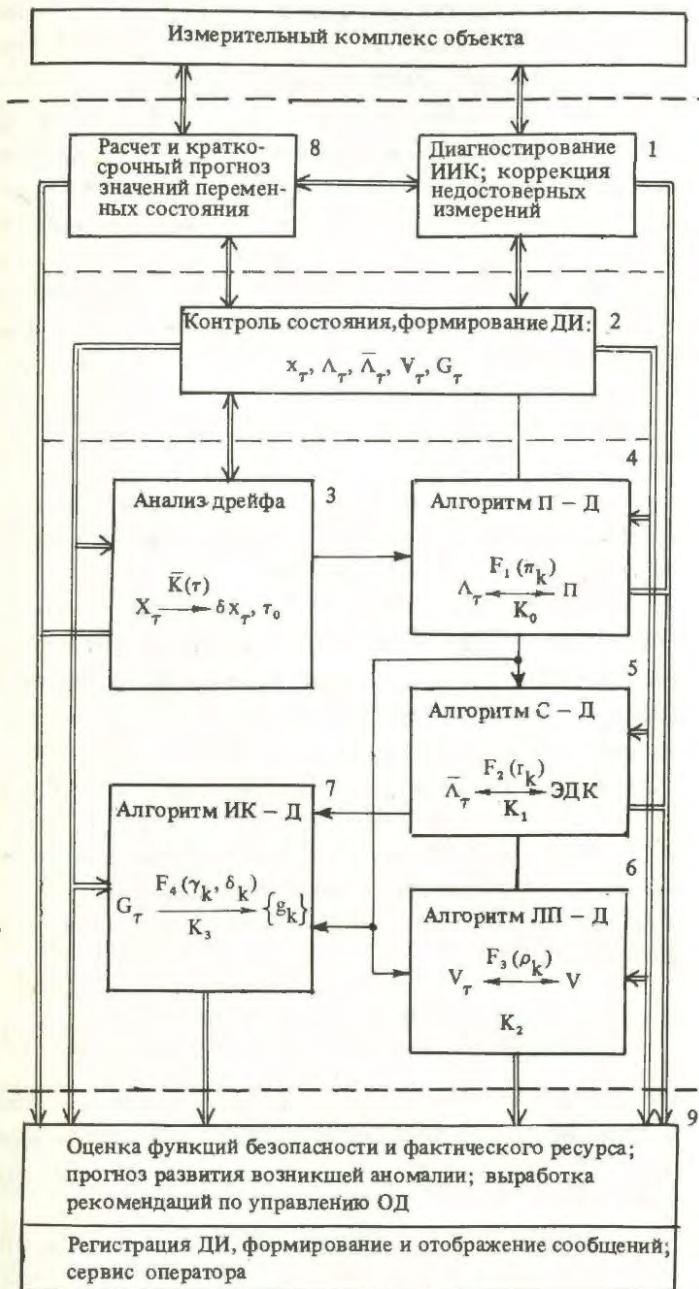 Измерительный комплекс объекта
8
Расчет и кратко-
срочный прогноз
значений перемен-
ных состояния
1
Диагностирование
ИИК; коррекция
недостоверных
измерений
Контроль состояния, формирование ДИ:
2
x_τ, Λ_τ, Λ̄_τ, V_τ, G_τ
3
Анализ дрейфа
K̄(τ)
X_τ → δx_τ, τ₀
4
Алгоритм П – Д
F₁(π_k)
Λ_τ ↔ П
K₀
5
Алгоритм С – Д
F₂(r_k)
Λ̄_τ ↔ ЭДК
K₁
7
Алгоритм ИК – Д
F₄(γ_k, δ_k)
G_τ → {g_k}
K₃
6
Алгоритм ЛП – Д
F₃(ρ_k)
V_τ ↔ V
K₂
9
Оценка функций безопасности и фактического ресурса;
прогноз развития возникшей аномалии; выработка
рекомендаций по управлению ОД
Регистрация ДИ, формирование и отображение сообщений;
сервис оператора